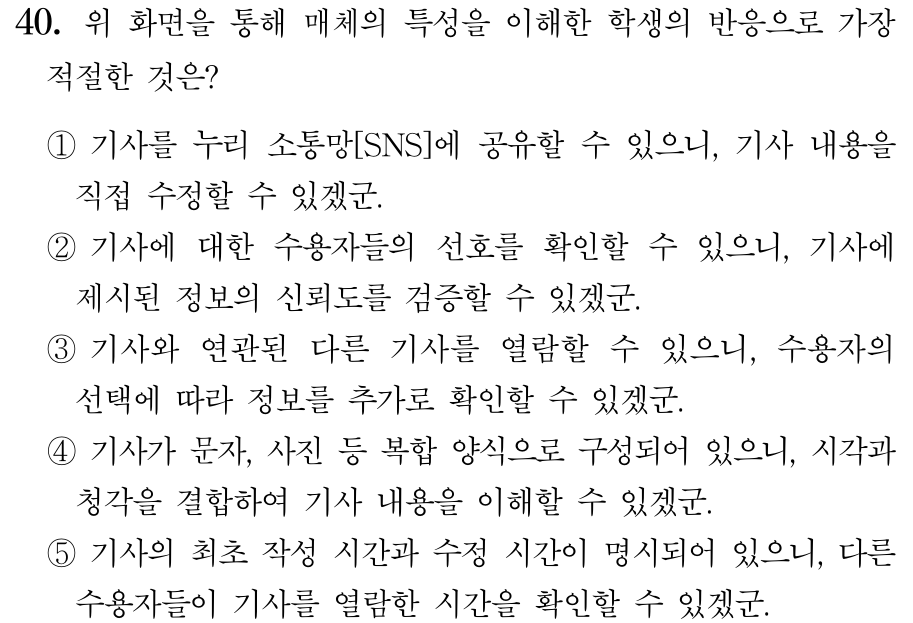 40. 위 화면을 통해 매체의 특성을 이해한 학생의 반응으로 가장
적절한 것은?
① 기사를 누리 소통망[SNS]에 공유할 수 있으니, 기사 내용을
직접 수정할 수 있겠군.
② 기사에 대한 수용자들의 선호를 확인할 수 있으니, 기사에
제시된 정보의 신뢰도를 검증할 수 있겠군.
③ 기사와 연관된 다른 기사를 열람할 수 있으니, 수용자의
선택에 따라 정보를 추가로 확인할 수 있겠군.
④ 기사가 문자, 사진 등 복합 양식으로 구성되어 있으니, 시각과
청각을 결합하여 기사 내용을 이해할 수 있겠군.
⑤ 기사의 최초 작성 시간과 수정 시간이 명시되어 있으니, 다른
수용자들이 기사를 열람한 시간을 확인할 수 있겠군.